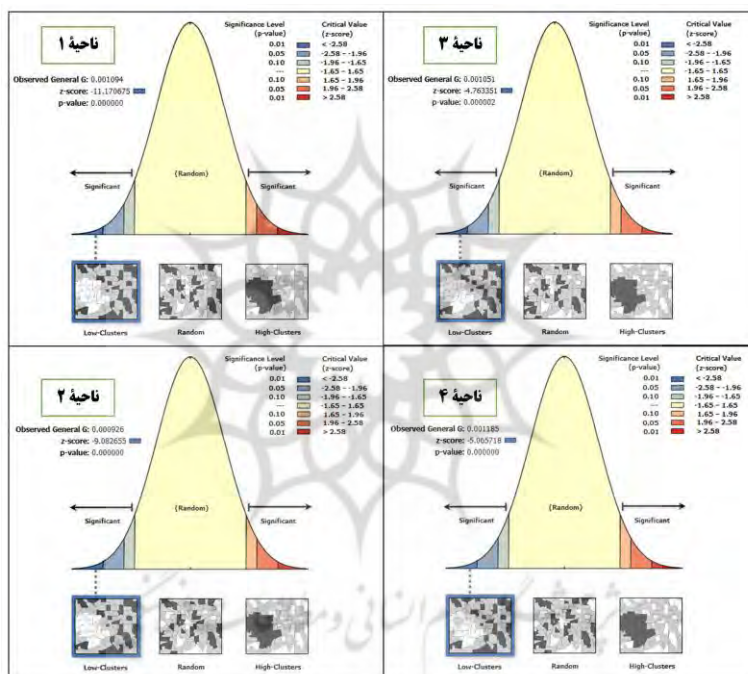 ناحیهٔ ۱
Observed General G: 0.001094
z-score: -11.170675
p-value: 0.000000
Significance Level
(p-value)
Critical Value
(z-score)
0.01 < -2.58
0.05 -2.58 - -1.96
0.10 -1.96 - -1.65
--- -1.65 - 1.65
0.10 1.65 - 1.96
0.05 1.96 - 2.58
0.01 > 2.58
Significant
(Random)
Significant
Low-Clusters
Random
High-Clusters
ناحیهٔ ۳
Observed General G: 0.001051
z-score: -4.763351
p-value: 0.000002
Significance Level
(p-value)
Critical Value
(z-score)
0.01 < -2.58
0.05 -2.58 - -1.96
0.10 -1.96 - -1.65
--- -1.65 - 1.65
0.10 1.65 - 1.96
0.05 1.96 - 2.58
0.01 > 2.58
Significant
(Random)
Significant
Low-Clusters
Random
High-Clusters
ناحیهٔ ۲
Observed General G: 0.000926
z-score: -9.082655
p-value: 0.000000
Significance Level
(p-value)
Critical Value
(z-score)
0.01 < -2.58
0.05 -2.58 - -1.96
0.10 -1.96 - -1.65
--- -1.65 - 1.65
0.10 1.65 - 1.96
0.05 1.96 - 2.58
0.01 > 2.58
Significant
(Random)
Significant
Low-Clusters
Random
High-Clusters
ناحیهٔ ۴
Observed General G: 0.001185
z-score: -5.065718
p-value: 0.000000
Significance Level
(p-value)
Critical Value
(z-score)
0.01 < -2.58
0.05 -2.58 - -1.96
0.10 -1.96 - -1.65
--- -1.65 - 1.65
0.10 1.65 - 1.96
0.05 1.96 - 2.58
0.01 > 2.58
Significant
(Random)
Significant
Low-Clusters
Random
High-Clusters